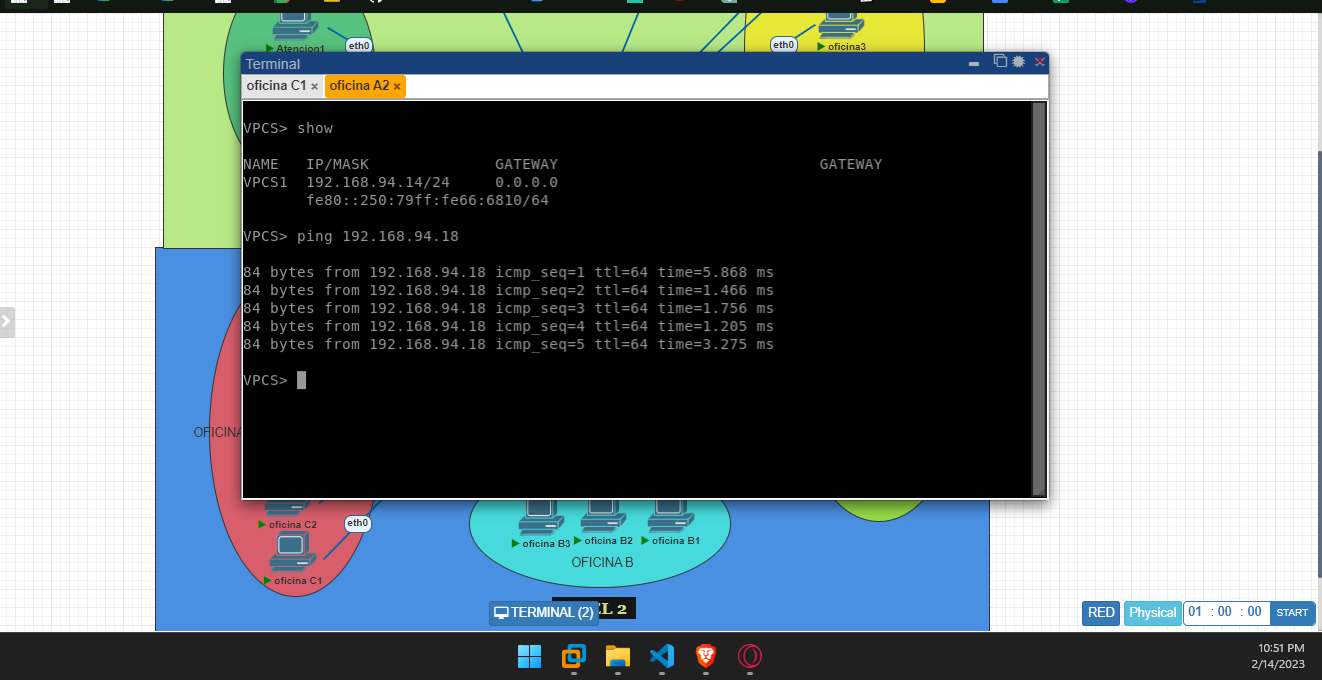 Atencion1
eth0
eth0
oficina3
Terminal
oficina C1 ×
oficina A2 ×
VPCS> show
NAME   IP/MASK              GATEWAY                             GATEWAY
VPCS1  192.168.94.14/24     0.0.0.0
       fe80::250:79ff:fe66:6810/64
VPCS> ping 192.168.94.18
84 bytes from 192.168.94.18 icmp_seq=1 ttl=64 time=5.868 ms
84 bytes from 192.168.94.18 icmp_seq=2 ttl=64 time=1.466 ms
84 bytes from 192.168.94.18 icmp_seq=3 ttl=64 time=1.756 ms
84 bytes from 192.168.94.18 icmp_seq=4 ttl=64 time=1.205 ms
84 bytes from 192.168.94.18 icmp_seq=5 ttl=64 time=3.275 ms
VPCS>
OFICINA
oficina C2
eth0
oficina C1
oficina B3
oficina B2
oficina B1
OFICINA B
EL 2
TERMINAL (2)
RED
Physical
01 : 00 : 00
START
10:51 PM
2/14/2023